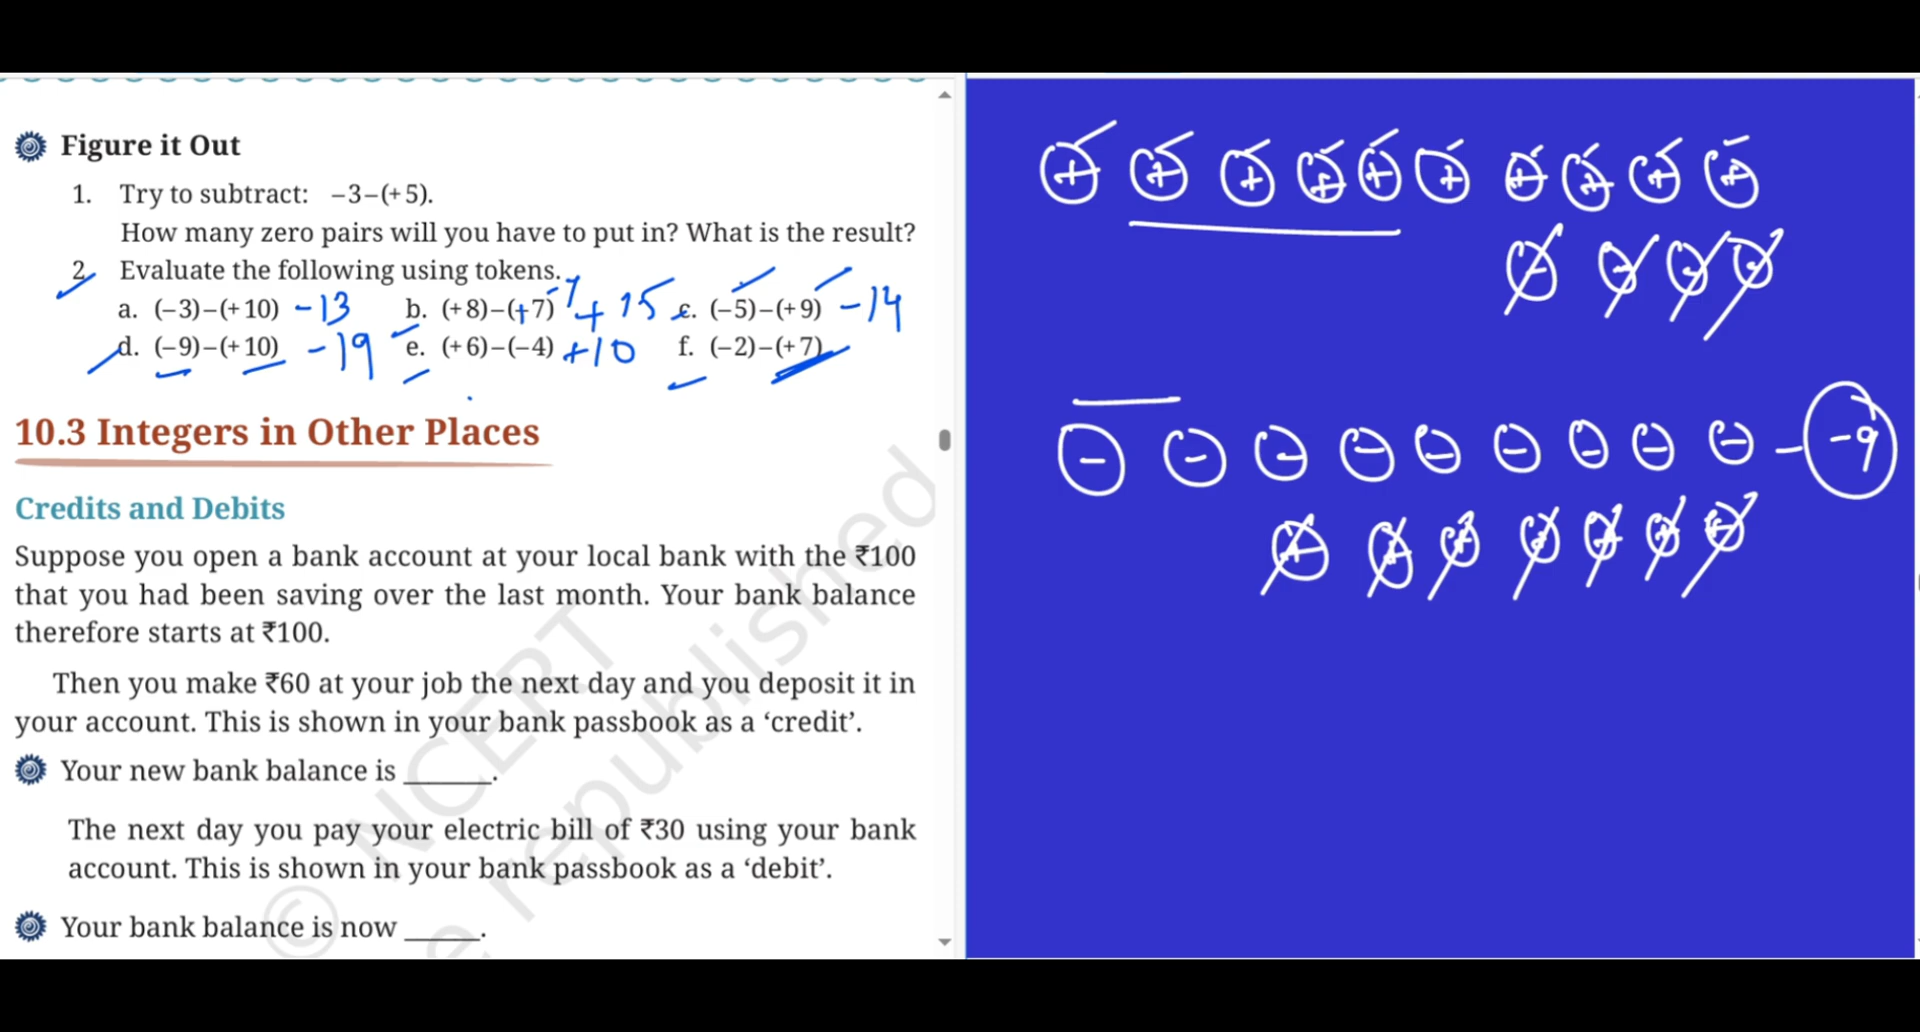 Figure it Out
1. Try to subtract: −3−(+5).
How many zero pairs will you have to put in? What is the result?
2. Evaluate the following using tokens.
a. (−3)−(+10) -13 b. (+8)−(+7) -7 +15 c. (−5)−(+9) -14
d. (−9)−(+10) -19 e. (+6)−(−4) +10 f. (−2)−(+7)
10.3 Integers in Other Places
Credits and Debits
Suppose you open a bank account at your local bank with the ₹100
that you had been saving over the last month. Your bank balance
therefore starts at ₹100.
Then you make ₹60 at your job the next day and you deposit it in
your account. This is shown in your bank passbook as a ‘credit’.
Your new bank balance is ______.
The next day you pay your electric bill of ₹30 using your bank
account. This is shown in your bank passbook as a ‘debit’.
Your bank balance is now _____.
© NCERT
e republished
+ + + + + + + + + +
- - - -
- - - - - - - - - - -9
+ + + + + + +